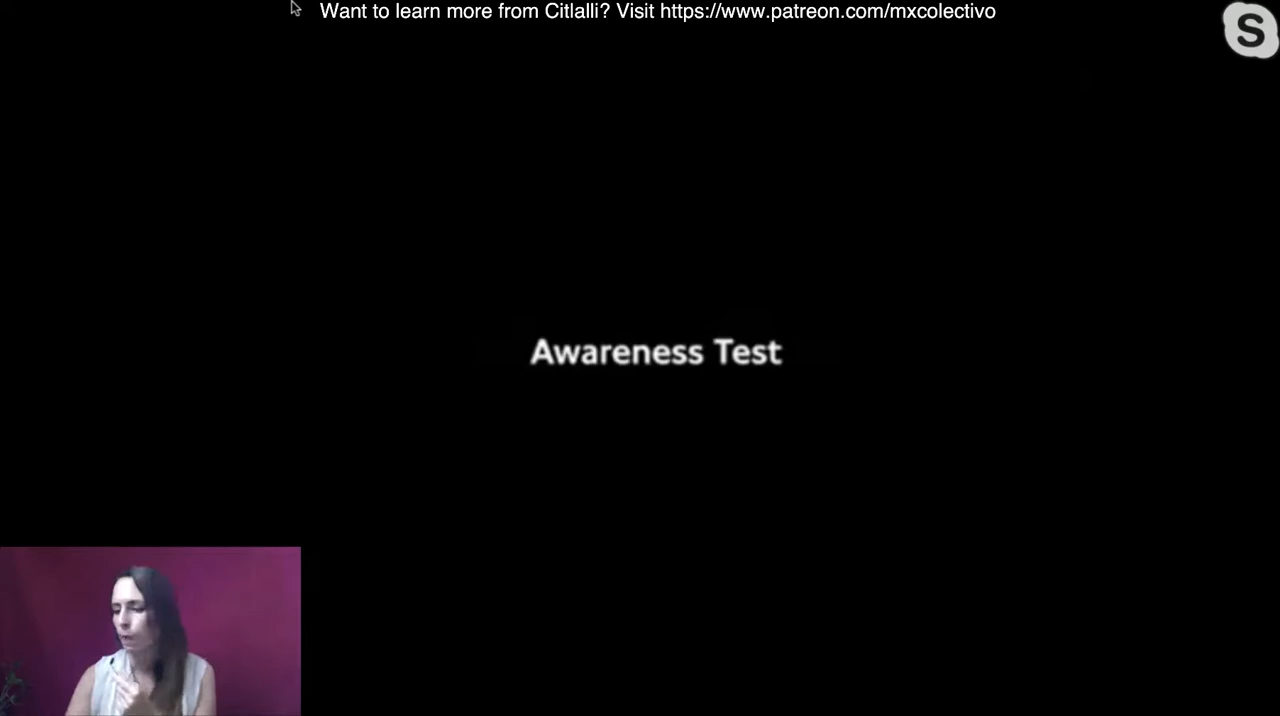 Want to learn more from Citlalli? Visit https://www.patreon.com/mxcolectivo
S
Awareness Test